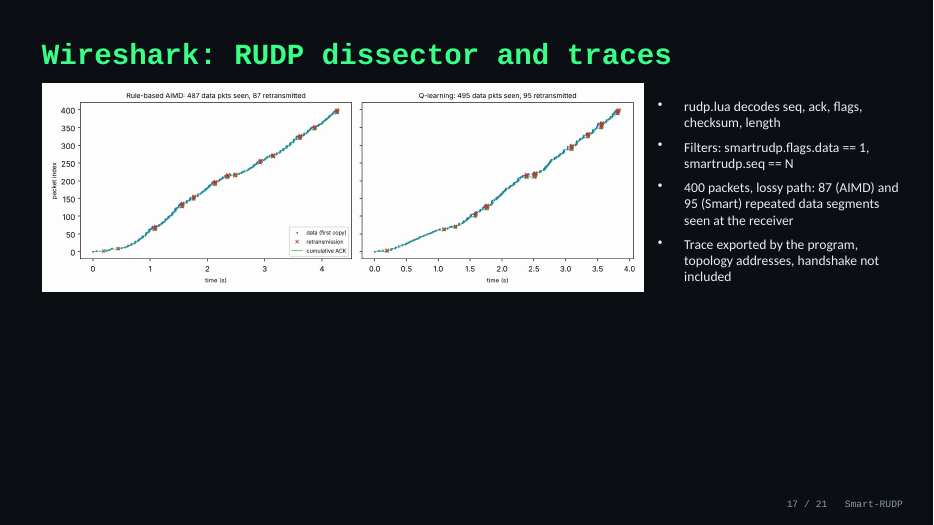 Wireshark: RUDP dissector and traces
Rule-based AIMD: 487 data pkts seen, 87 retransmitted
400
350
300
250
200
150
100
50
0
packet index
0 1 2 3 4
time (s)
data (first copy)
retransmission
cumulative ACK
Q-learning: 495 data pkts seen, 95 retransmitted
0.0 0.5 1.0 1.5 2.0 2.5 3.0 3.5 4.0
time (s)
• rudp.lua decodes seq, ack, flags,
checksum, length
• Filters: smartrudp.flags.data == 1,
smartrudp.seq == N
• 400 packets, lossy path: 87 (AIMD) and
95 (Smart) repeated data segments
seen at the receiver
• Trace exported by the program,
topology addresses, handshake not
included
17 / 21 Smart-RUDP